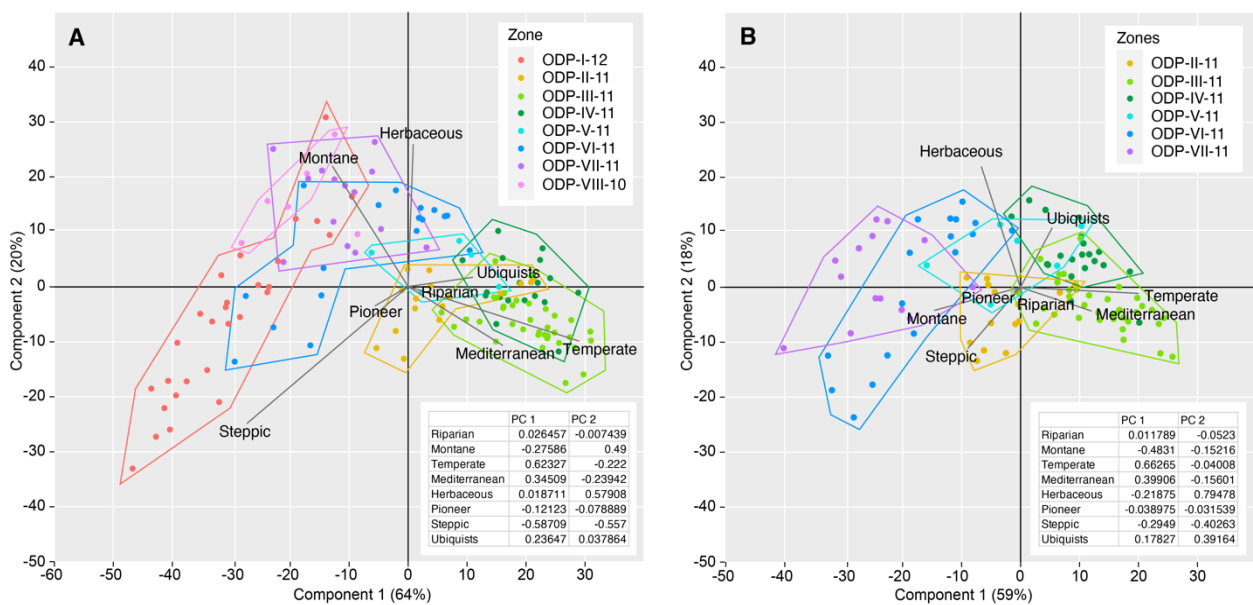 A
Zone
ODP-I-12
ODP-II-11
ODP-III-11
ODP-IV-11
ODP-V-11
ODP-VI-11
ODP-VII-11
ODP-VIII-10
Herbaceous
Montane
Ubiquists
Riparian
Pioneer
Mediterranean
Temperate
Steppic
PC 1 PC 2
Riparian 0.026457 -0.007439
Montane -0.27586 0.49
Temperate 0.62327 -0.222
Mediterranean 0.34509 -0.23942
Herbaceous 0.018711 0.57908
Pioneer -0.12123 -0.078889
Steppic -0.58709 -0.557
Ubiquists 0.23647 0.037864
Component 2 (20%)
40
30
20
10
0
-10
-20
-30
-40
-50
-60 -50 -40 -30 -20 -10 0 10 20 30
Component 1 (64%)
B
Zones
ODP-II-11
ODP-III-11
ODP-IV-11
ODP-V-11
ODP-VI-11
ODP-VII-11
Herbaceous
Ubiquists
Pioneer
Riparian
Temperate
Montane
Mediterranean
Steppic
PC 1 PC 2
Riparian 0.011789 -0.0523
Montane -0.4831 -0.15216
Temperate 0.66265 -0.04008
Mediterranean 0.39906 -0.15601
Herbaceous -0.21875 0.79478
Pioneer -0.038975 -0.031539
Steppic -0.2949 -0.40263
Ubiquists 0.17827 0.39164
Component 2 (18%)
40
30
20
10
0
-10
-20
-30
-40
-50
-40 -30 -20 -10 0 10 20 30
Component 1 (59%)